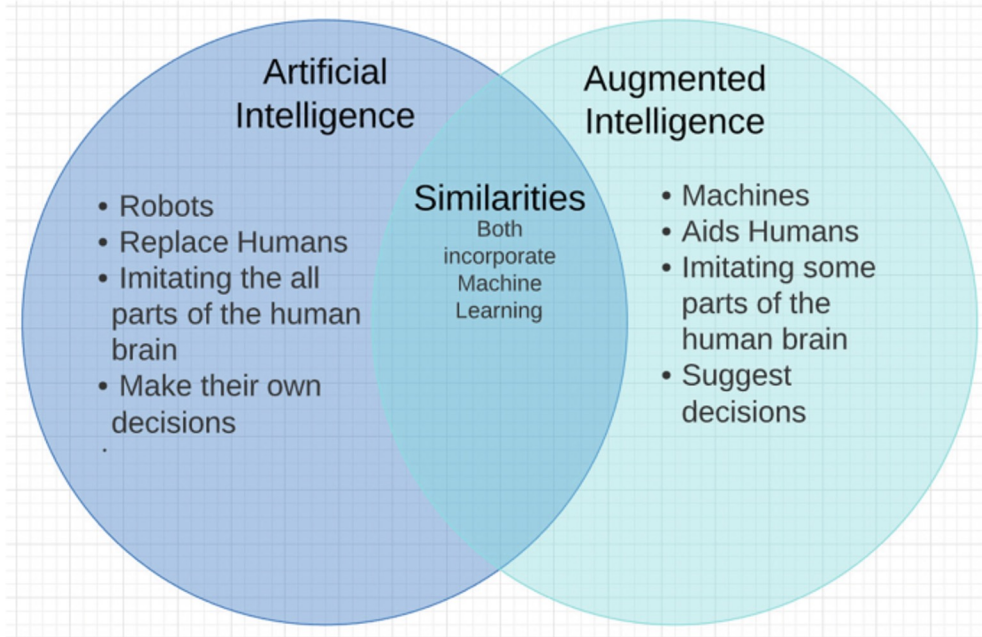 Artificial
Intelligence
• Robots
• Replace Humans
• Imitating the all
parts of the human
brain
• Make their own
decisions
.
Similarities
Both
incorporate
Machine
Learning
Augmented
Intelligence
• Machines
• Aids Humans
• Imitating some
parts of the
human brain
• Suggest
decisions